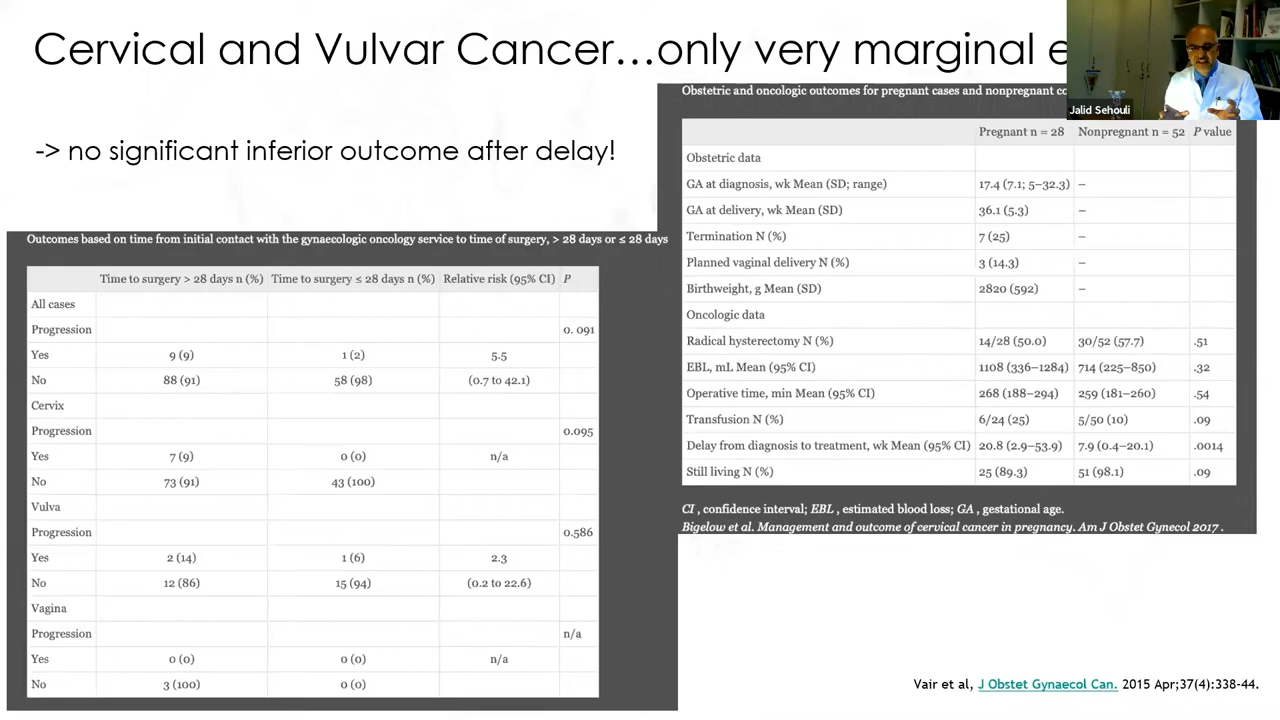 Cervical and Vulvar Cancer…only very marginal
Jalid Sehouli
-> no significant inferior outcome after delay!
Obstetric and oncologic outcomes for pregnant cases and nonpregnant
Pregnant n = 28 Nonpregnant n = 52 P value
Obstetric data
GA at diagnosis, wk Mean (SD; range) 17.4 (7.1; 5–32.3) –
GA at delivery, wk Mean (SD) 36.1 (5.3) –
Termination N (%) 7 (25) –
Planned vaginal delivery N (%) 3 (14.3) –
Birthweight, g Mean (SD) 2820 (592) –
Oncologic data
Radical hysterectomy N (%) 14/28 (50.0) 30/52 (57.7) .51
EBL, mL Mean (95% CI) 1108 (336–1284) 714 (225–850) .32
Operative time, min Mean (95% CI) 268 (188–294) 259 (181–260) .54
Transfusion N (%) 6/24 (25) 5/50 (10) .09
Delay from diagnosis to treatment, wk Mean (95% CI) 20.8 (2.9–53.9) 7.9 (0.4–20.1) .0014
Still living N (%) 25 (89.3) 51 (98.1) .09
CI , confidence interval; EBL , estimated blood loss; GA , gestational age.
Bigelow et al. Management and outcome of cervical cancer in pregnancy. Am J Obstet Gynecol 2017 .
Outcomes based on time from initial contact with the gynaecologic oncology service to time of surgery, > 28 days or ≤ 28 days
Time to surgery > 28 days n (%) Time to surgery ≤ 28 days n (%) Relative risk (95% CI) P
All cases
Progression 0. 091
Yes 9 (9) 1 (2) 5.5
No 88 (91) 58 (98) (0.7 to 42.1)
Cervix
Progression 0.095
Yes 7 (9) 0 (0) n/a
No 73 (91) 43 (100)
Vulva
Progression 0.586
Yes 2 (14) 1 (6) 2.3
No 12 (86) 15 (94) (0.2 to 22.6)
Vagina
Progression n/a
Yes 0 (0) 0 (0) n/a
No 3 (100) 0 (0)
Vair et al, J Obstet Gynaecol Can. 2015 Apr;37(4):338-44.